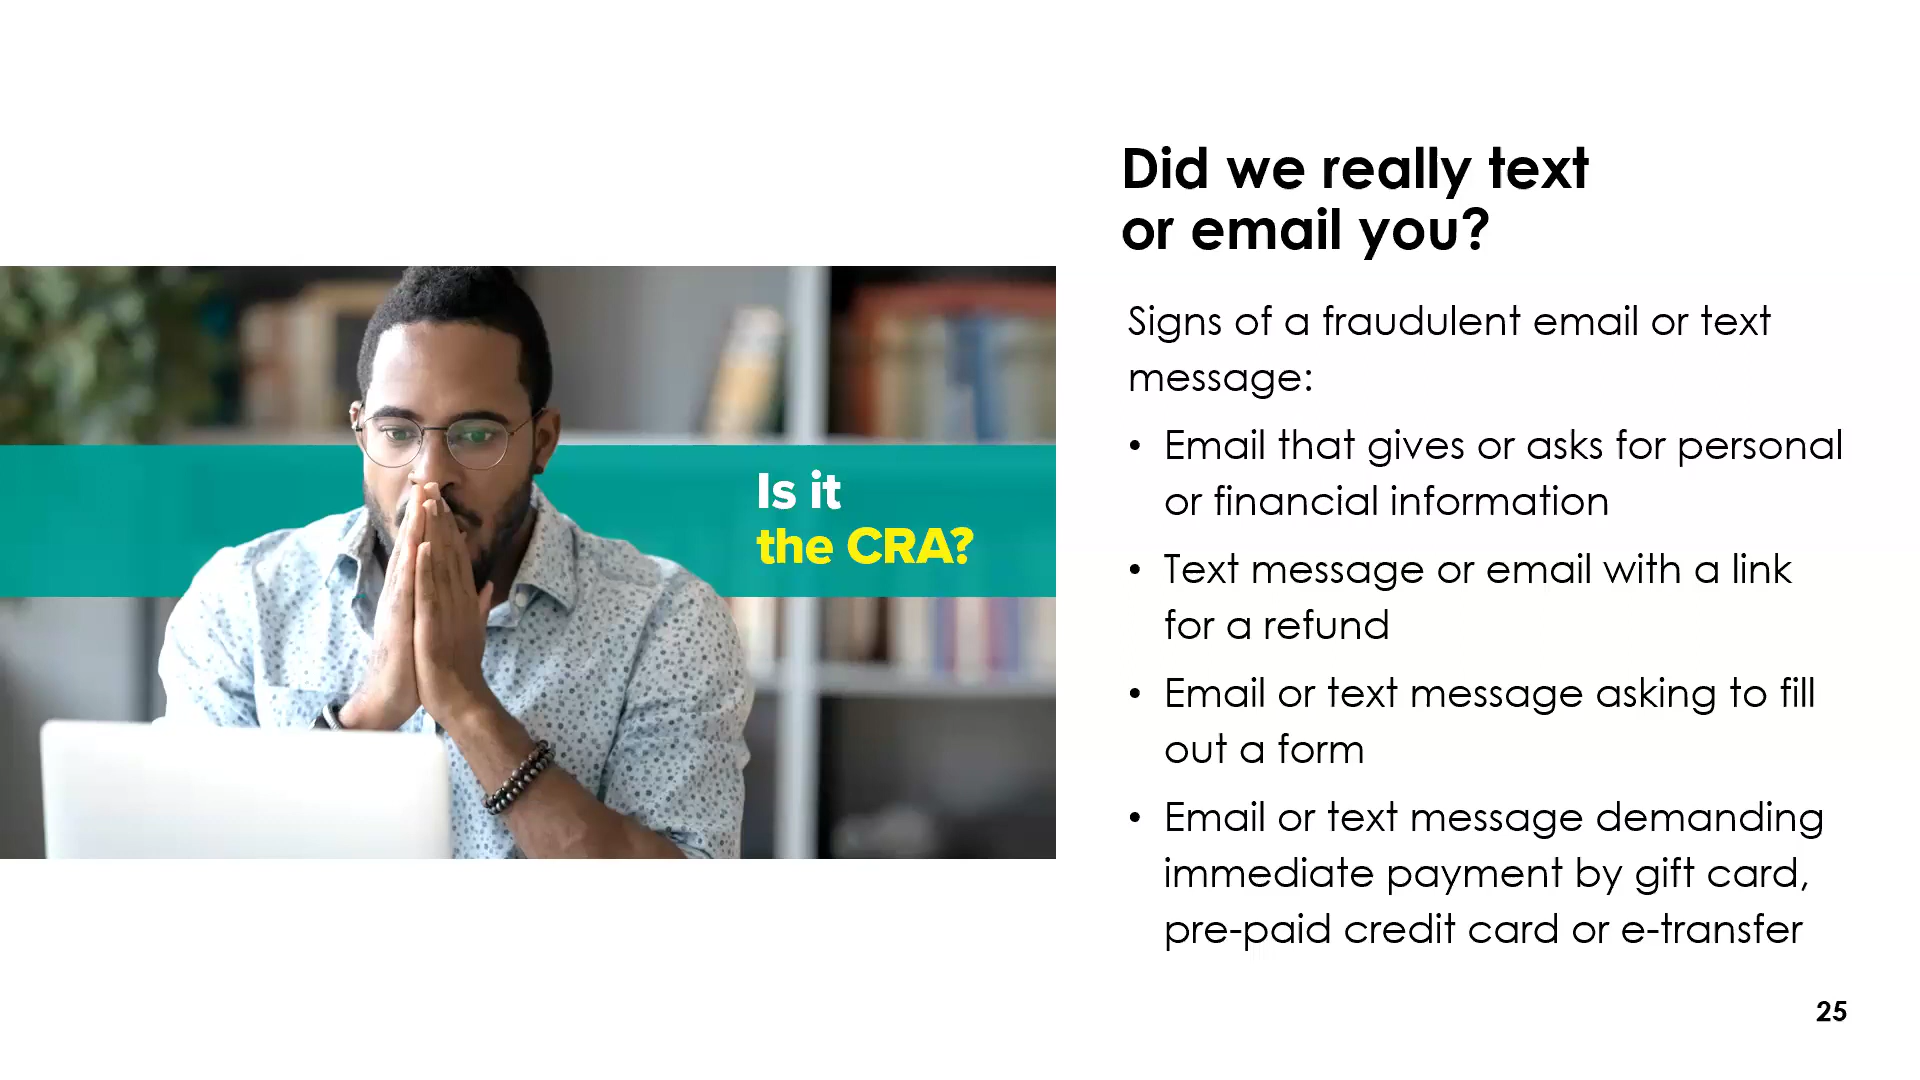 Did we really text
or email you?
Signs of a fraudulent email or text
message:
• Email that gives or asks for personal
or financial information
• Text message or email with a link
for a refund
• Email or text message asking to fill
out a form
• Email or text message demanding
immediate payment by gift card,
pre-paid credit card or e-transfer
Is it
the CRA?
25